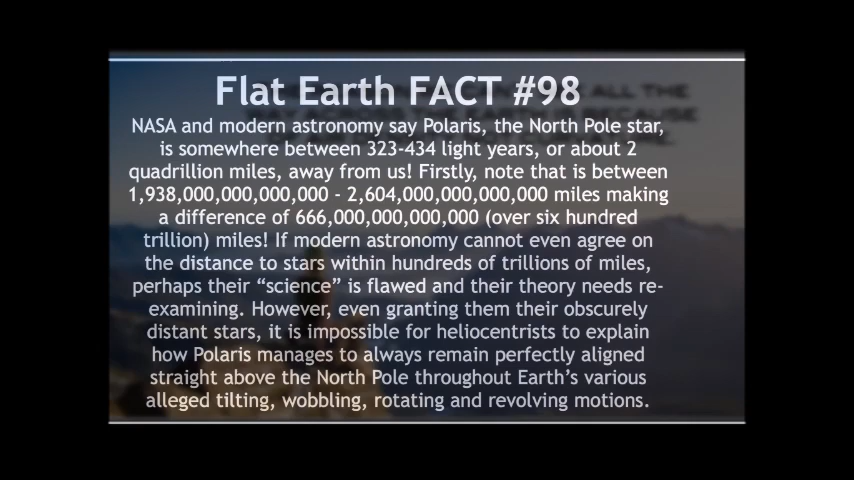 Flat Earth FACT #98
NASA and modern astronomy say Polaris, the North Pole star,
is somewhere between 323-434 light years, or about 2
quadrillion miles, away from us! Firstly, note that is between
1,938,000,000,000,000 - 2,604,000,000,000,000 miles making
a difference of 666,000,000,000,000 (over six hundred
trillion) miles! If modern astronomy cannot even agree on
the distance to stars within hundreds of trillions of miles,
perhaps their “science” is flawed and their theory needs re-
examining. However, even granting them their obscurely
distant stars, it is impossible for heliocentrists to explain
how Polaris manages to always remain perfectly aligned
straight above the North Pole throughout Earth’s various
alleged tilting, wobbling, rotating and revolving motions.